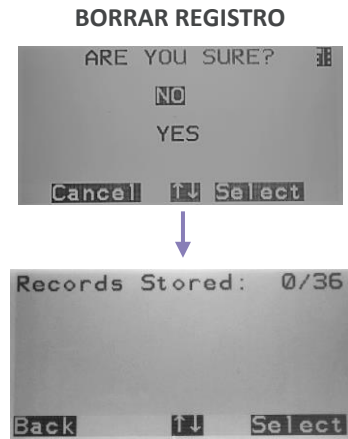 BORRAR REGISTRO
ARE YOU SURE?
NO
YES
Cancel ↑↓ Select
Records Stored: 0/36
Back ↑↓ Select